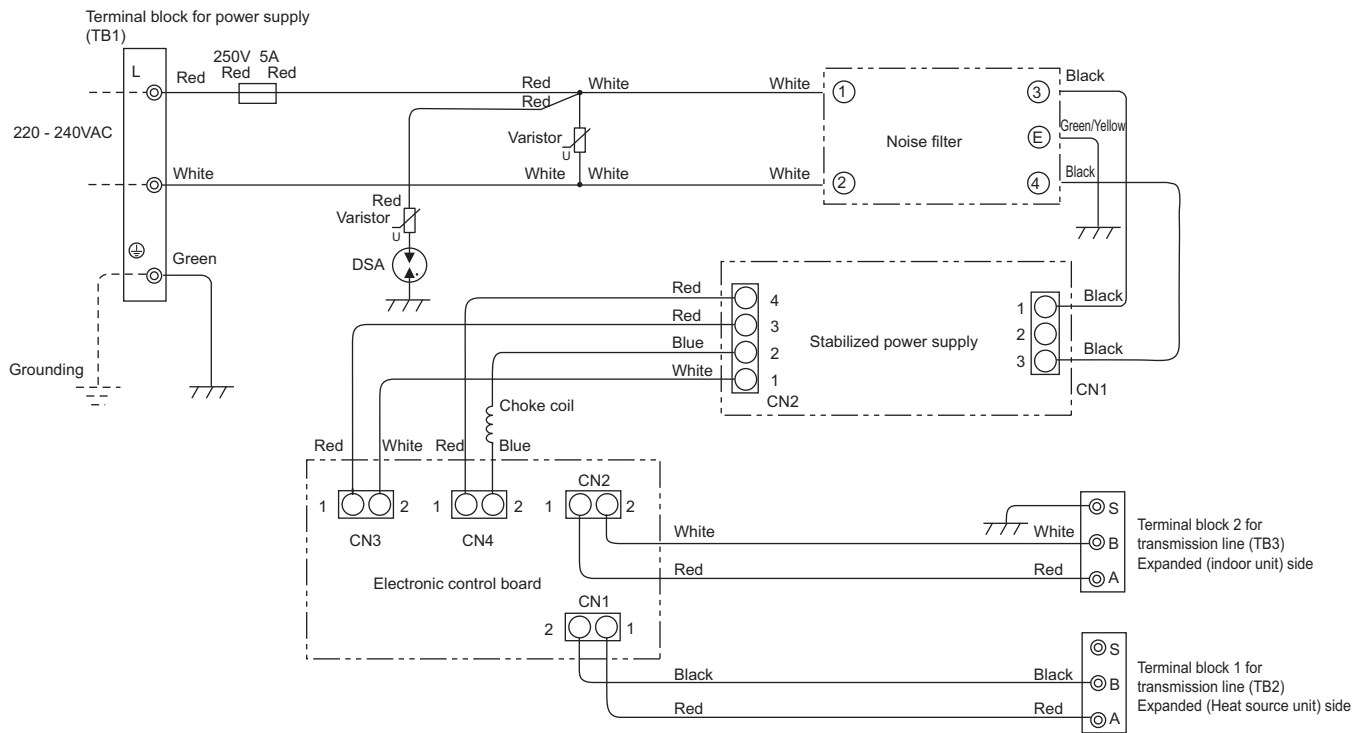 Terminal block for power supply
(TB1)
250V 5A
L
Red
Red Red
Red White White
Red
Black
1 3
220 - 240VAC
Varistor
U
Noise filter
Green/Yellow
E
White
White White White
Black
2 4
Red
Varistor
U
Green
DSA
Red
4
Black
1
Red
3
Stabilized power supply
2
Blue
2
Black
3
White
1
CN2
CN1
Grounding
Choke coil
Red White Red Blue
1 2
CN3
1 2
CN4
CN2
1 2
Electronic control board
White White
Red Red
S
B
A
Terminal block 2 for
transmission line (TB3)
Expanded (indoor unit) side
CN1
2 1
Black Black
Red Red
S
B
A
Terminal block 1 for
transmission line (TB2)
Expanded (Heat source unit) side